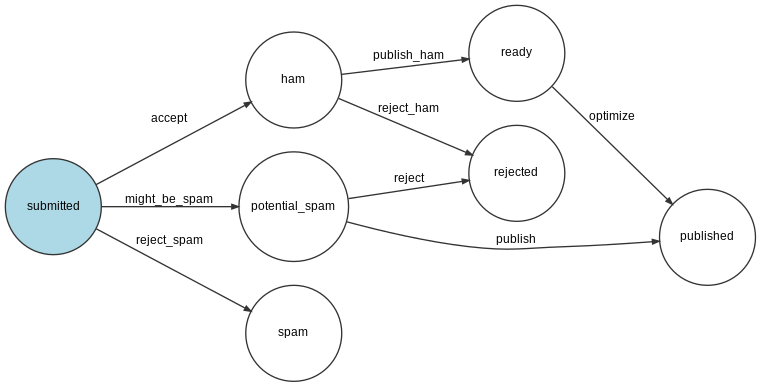 submitted
accept
might_be_spam
reject_spam
ham
potential_spam
spam
publish_ham
reject_ham
reject
publish
ready
rejected
optimize
published